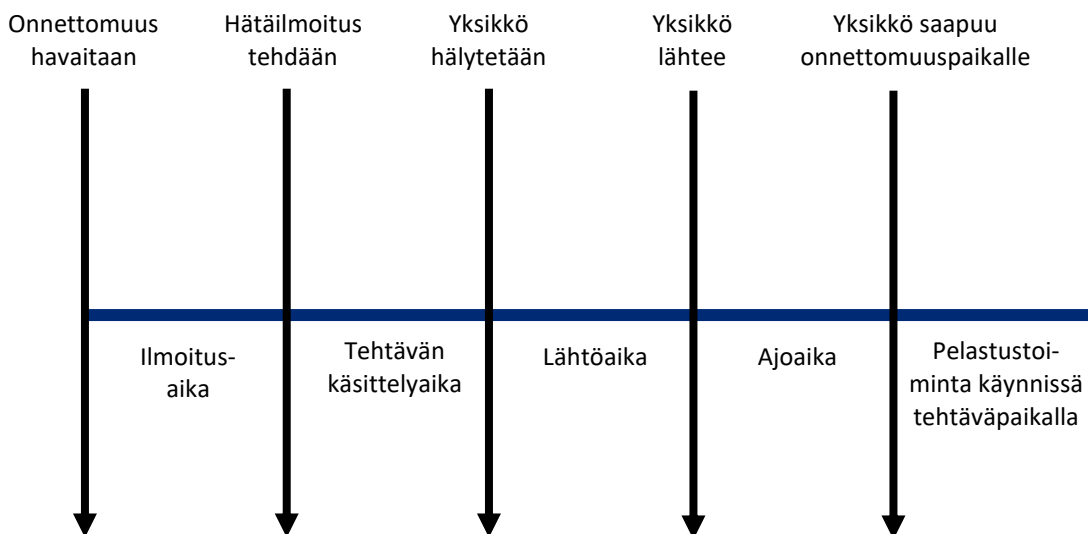 Onnettomuus
havaitaan
Hätäilmoitus
tehdään
Yksikkö
hälytetään
Yksikkö
lähtee
Yksikkö saapuu
onnettomuuspaikalle
Ilmoitus-
aika
Tehtävän
käsittelyaika
Lähtöaika
Ajoaika
Pelastustoi-
minta käynnissä
tehtäväpaikalla